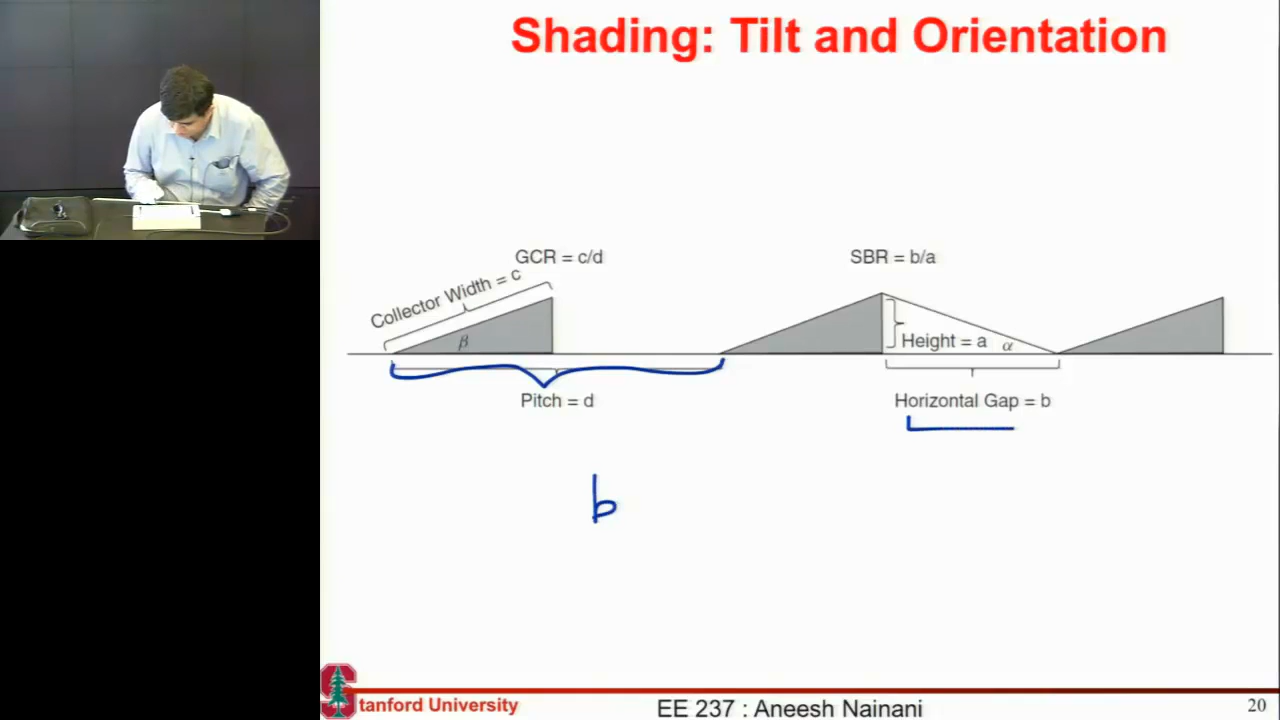 Shading: Tilt and Orientation
GCR = c/d
SBR = b/a
Collector Width = c
β
Height = a
α
Pitch = d
Horizontal Gap = b
b
Stanford University
EE 237 : Aneesh Nainani
20